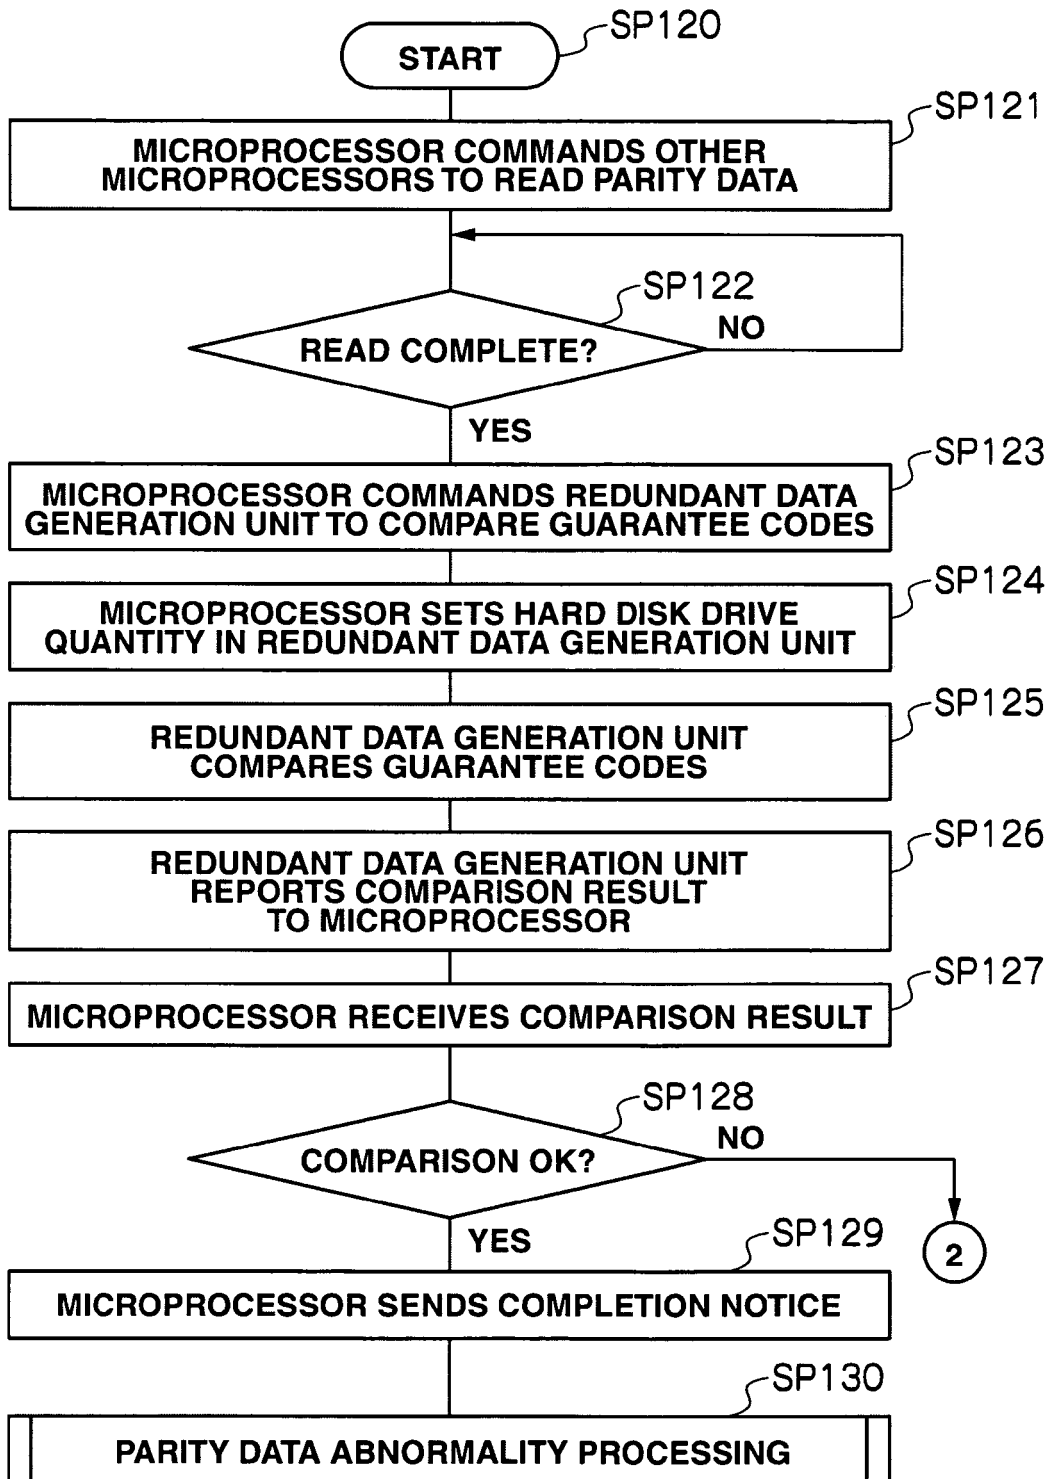 SP120
START
SP121
MICROPROCESSOR COMMANDS OTHER
MICROPROCESSORS TO READ PARITY DATA
SP122
READ COMPLETE?
NO
YES
SP123
MICROPROCESSOR COMMANDS REDUNDANT DATA
GENERATION UNIT TO COMPARE GUARANTEE CODES
SP124
MICROPROCESSOR SETS HARD DISK DRIVE
QUANTITY IN REDUNDANT DATA GENERATION UNIT
SP125
REDUNDANT DATA GENERATION UNIT
COMPARES GUARANTEE CODES
SP126
REDUNDANT DATA GENERATION UNIT
REPORTS COMPARISON RESULT
TO MICROPROCESSOR
SP127
MICROPROCESSOR RECEIVES COMPARISON RESULT
SP128
COMPARISON OK?
NO
2
YES
SP129
MICROPROCESSOR SENDS COMPLETION NOTICE
SP130
PARITY DATA ABNORMALITY PROCESSING